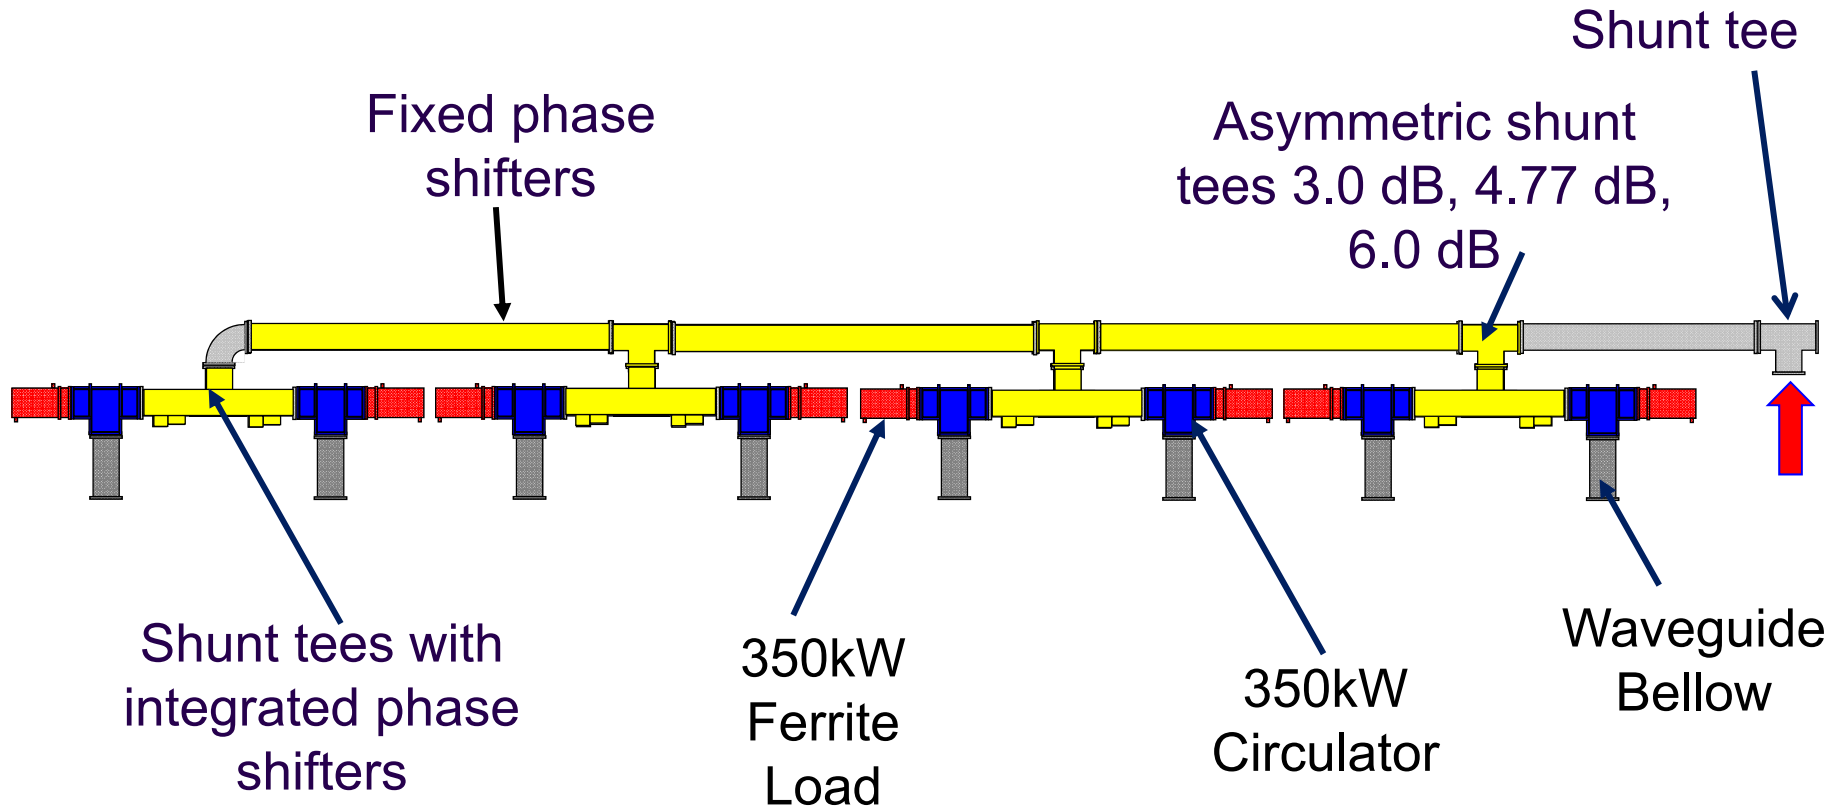 Shunt tee
Fixed phase
shifters
Asymmetric shunt
tees 3.0 dB, 4.77 dB,
6.0 dB
Shunt tees with
integrated phase
shifters
350kW
Ferrite
Load
350kW
Circulator
Waveguide
Bellow